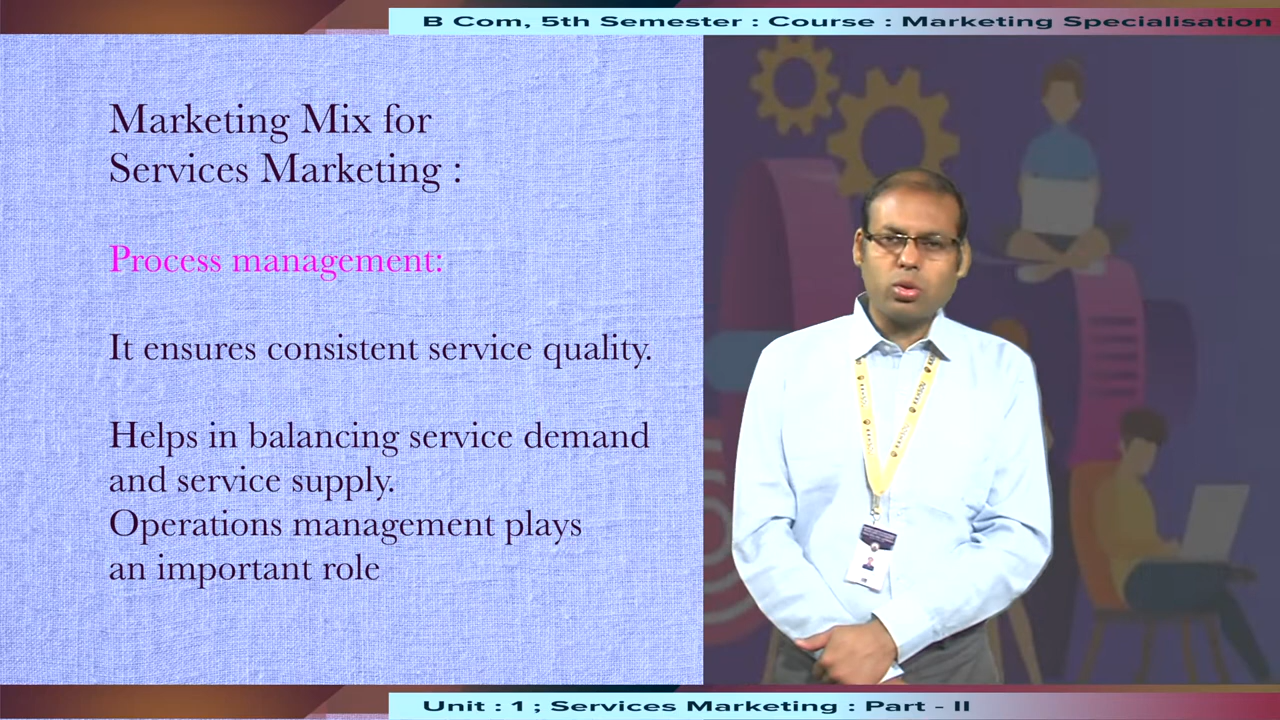 B Com, 5th Semester : Course : Marketing Specialisation
Marketing Mix for
Services Marketing :
Process management:
It ensures consistent service quality.
Helps in balancing service demand
and service supply.
Operations management plays
an important role
Unit : 1 ; Services Marketing : Part - II